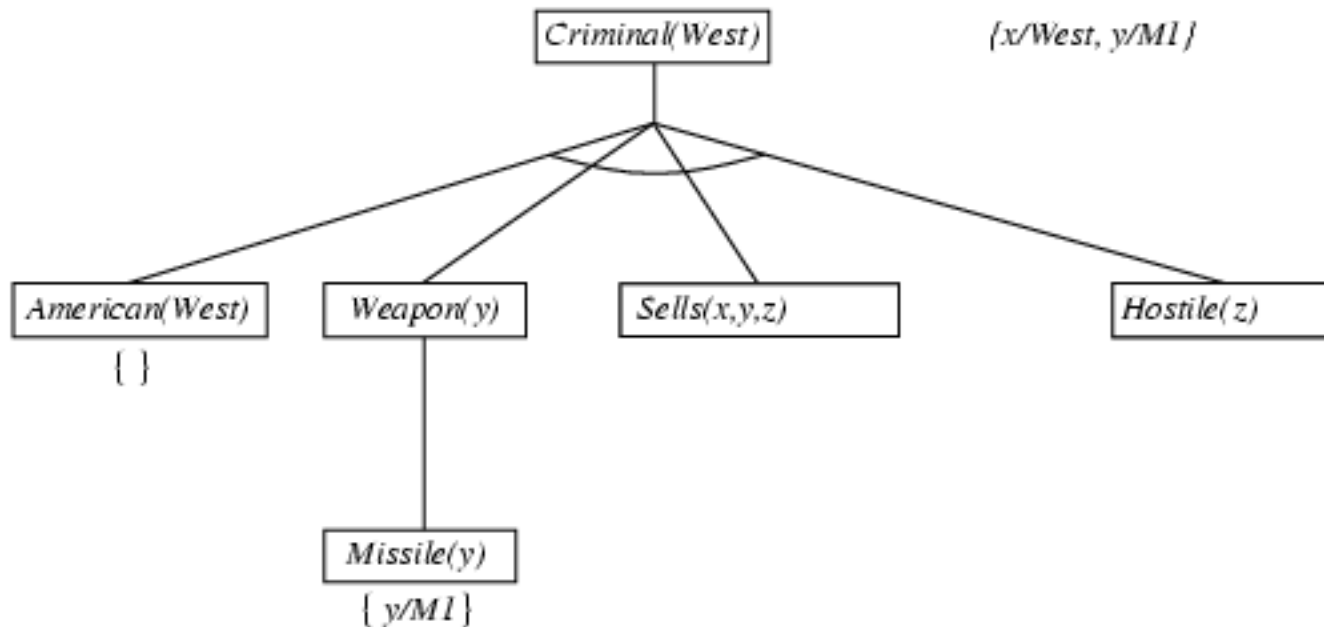 Criminal(West)
{x/West, y/M1}
American(West)
Weapon(y)
Sells(x,y,z)
Hostile(z)
{ }
Missile(y)
{ y/M1 }